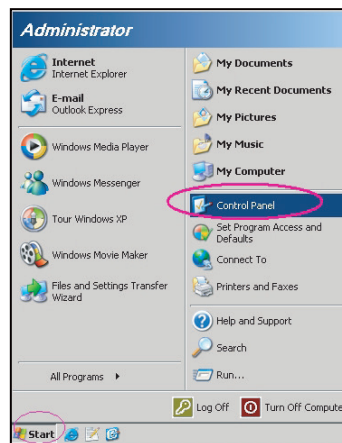 Administrator
Internet
Internet Explorer
E-mail
Outlook Express
Windows Media Player
Windows Messenger
Tour Windows XP
Windows Movie Maker
Files and Settings Transfer
Wizard
All Programs
My Documents
My Recent Documents
My Pictures
My Music
My Computer
Control Panel
Set Program Access and
Defaults
Connect To
Printers and Faxes
Help and Support
Search
Run...
Log Off
Turn Off Compute
Start